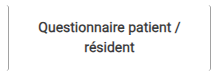 Questionnaire patient /
résident